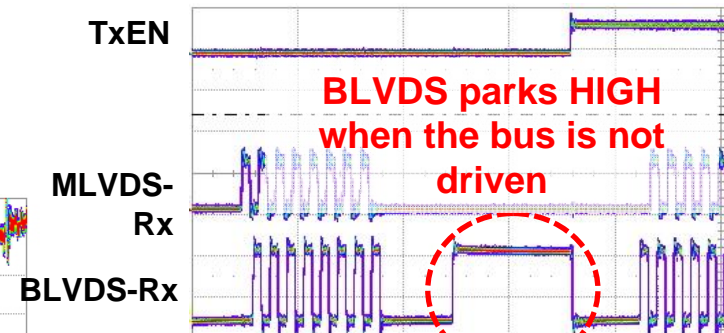 TxEN
BLVDS parks HIGH
when the bus is not
driven
MLVDS-
Rx
BLVDS-Rx